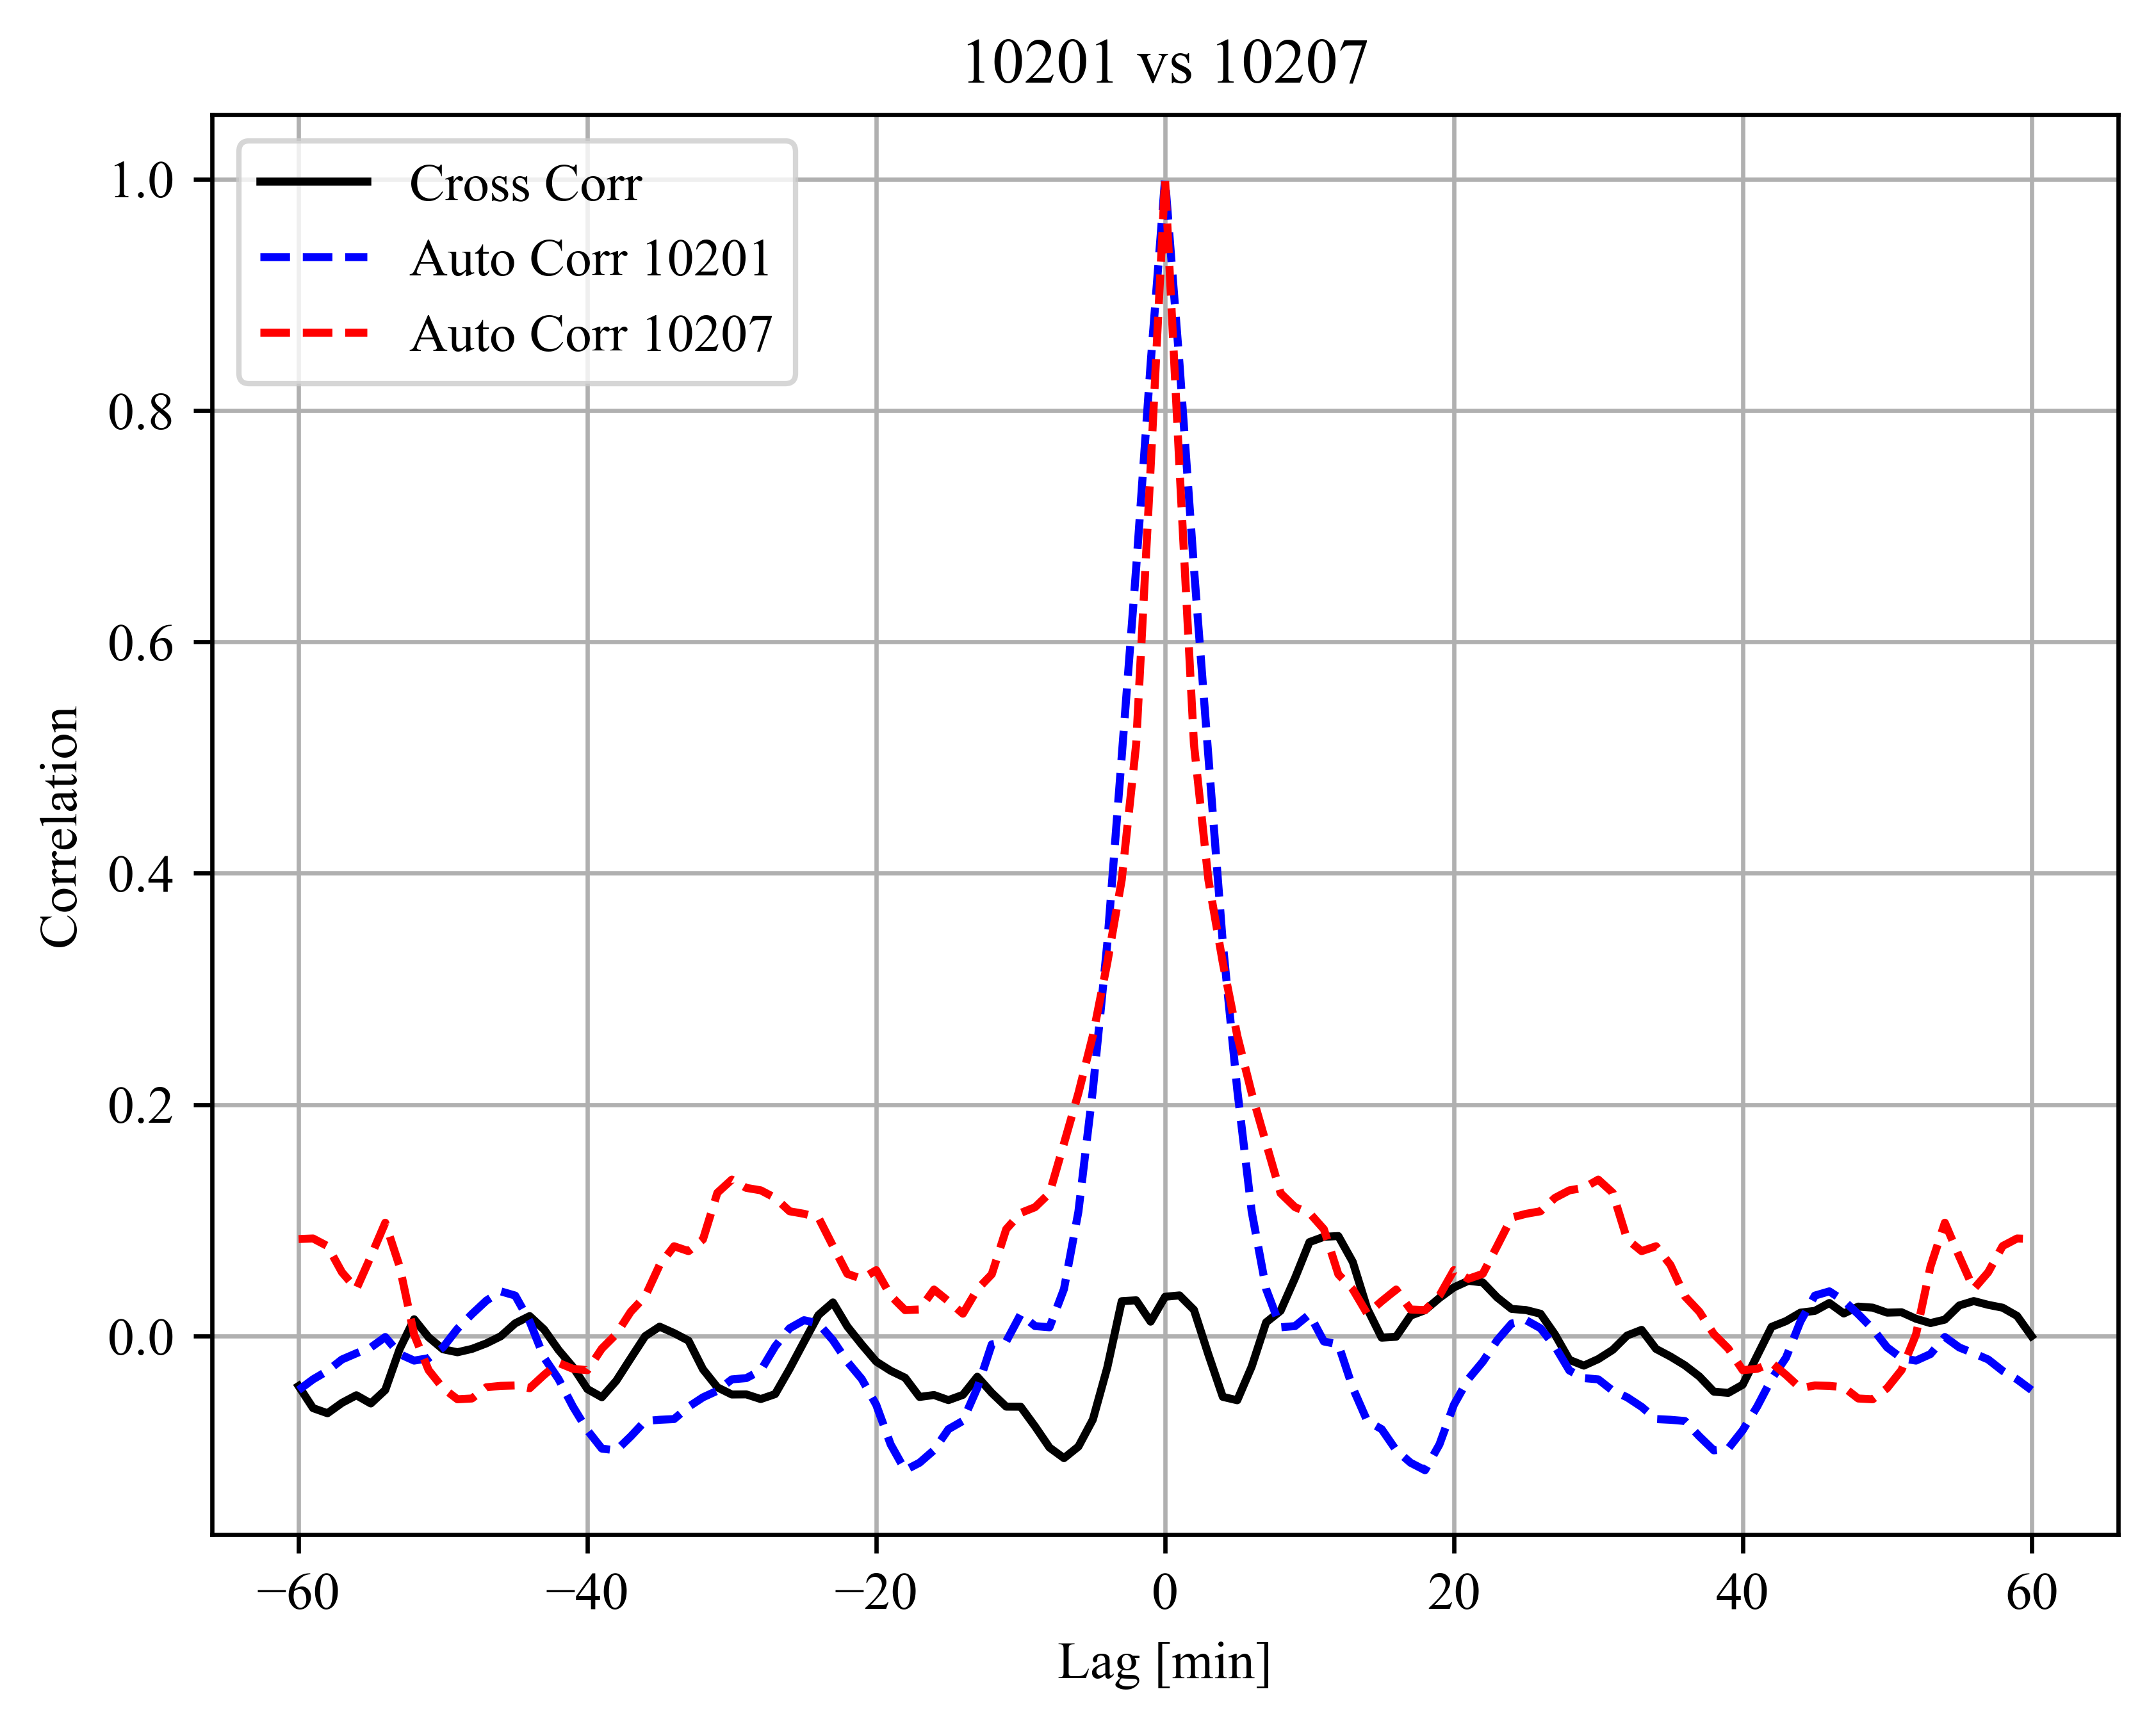 10201 vs 10207
Cross Corr
Auto Corr 10201
Auto Corr 10207
1.0
0.8
0.6
0.4
0.2
0.0
Correlation
−60 −40 −20 0 20 40 60
Lag [min]